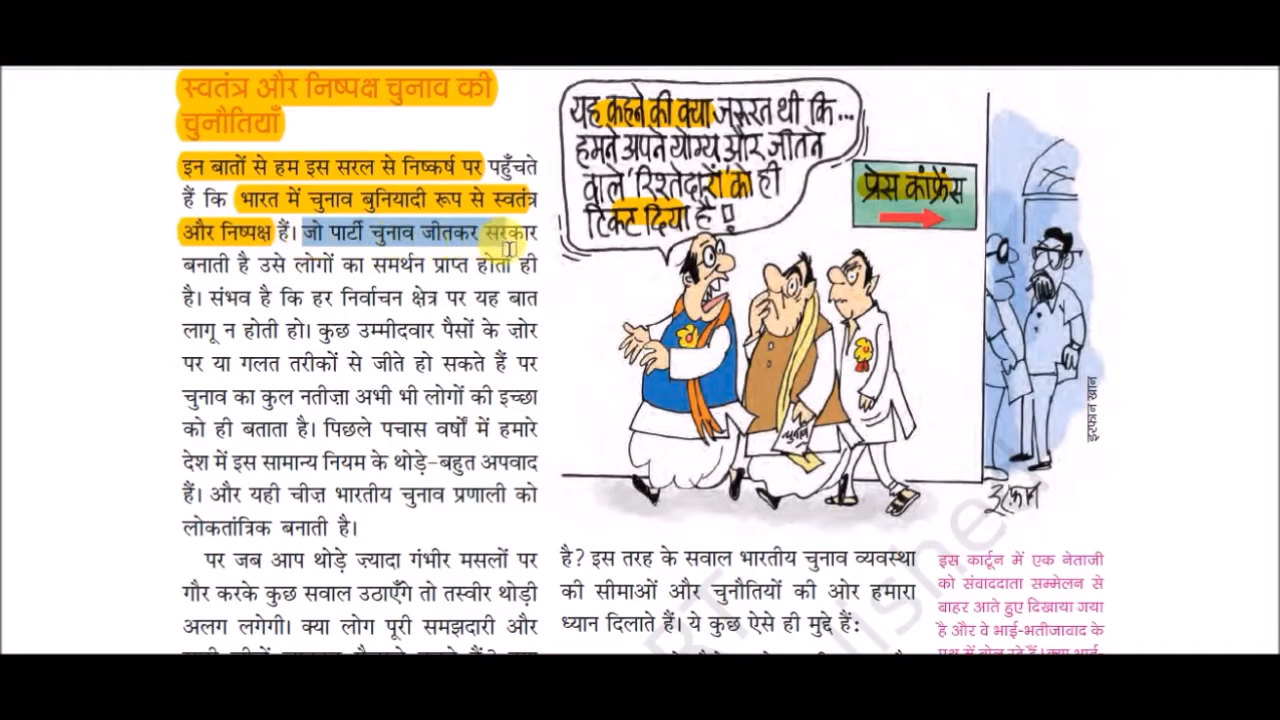 स्वतंत्र और निष्पक्ष चुनाव की
चुनौतियाँ
इन बातों से हम इस सरल से निष्कर्ष पर पहुँचते
हैं कि भारत में चुनाव बुनियादी रूप से स्वतंत्र
और निष्पक्ष हैं। जो पार्टी चुनाव जीतकर सरकार
बनाती है उसे लोगों का समर्थन प्राप्त होता ही
है। संभव है कि हर निर्वाचन क्षेत्र पर यह बात
लागू न होती हो। कुछ उम्मीदवार पैसों के ज़ोर
पर या गलत तरीकों से जीते हो सकते हैं पर
चुनाव का कुल नतीज़ा अभी भी लोगों की इच्छा
को ही बताता है। पिछले पचास वर्षों में हमारे
देश में इस सामान्य नियम के थोड़े-बहुत अपवाद
हैं। और यही चीज़ भारतीय चुनाव प्रणाली को
लोकतांत्रिक बनाती है।
पर जब आप थोड़े ज़्यादा गंभीर मसलों पर
गौर करके कुछ सवाल उठाएँगे तो तस्वीर थोड़ी
अलग लगेगी। क्या लोग पूरी समझदारी और
यह कहने की क्या जरूरत थी कि...
हमने अपने योग्य और जीतने
वाले 'रिश्तेदारों' को ही
टिकट दिया है!
प्रेस कांफ्रेंस
चुनाव
इरफान खान
इरफ़ान
है? इस तरह के सवाल भारतीय चुनाव व्यवस्था
की सीमाओं और चुनौतियों की ओर हमारा
ध्यान दिलाते हैं। ये कुछ ऐसे ही मुद्दे हैं:
इस कार्टून में एक नेताजी
को संवाददाता सम्मेलन से
बाहर आते हुए दिखाया गया
है और वे भाई-भतीजावाद के